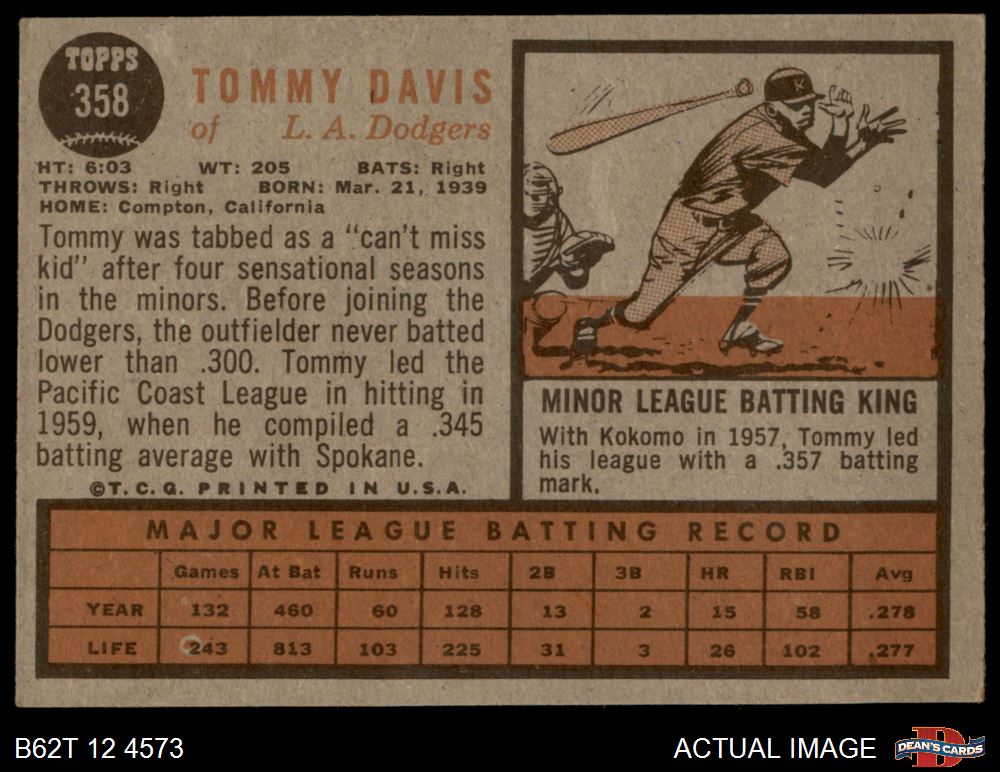 TOPPS
358
TOMMY DAVIS
of L. A. Dodgers
HT: 6:03 WT: 205 BATS: Right
THROWS: Right BORN: Mar. 21, 1939
HOME: Compton, California
Tommy was tabbed as a “can't miss
kid” after four sensational seasons
in the minors. Before joining the
Dodgers, the outfielder never batted
lower than .300. Tommy led the
Pacific Coast League in hitting in
1959, when he compiled a .345
batting average with Spokane.
©T. C. G. PRINTED IN U. S. A.
K
MINOR LEAGUE BATTING KING
With Kokomo in 1957, Tommy led
his league with a .357 batting
mark.
MAJOR LEAGUE BATTING RECORD
Games At Bat Runs Hits 2B 3B HR RBI Avg
YEAR 132 460 60 128 13 2 15 58 .278
LIFE 243 813 103 225 31 3 26 102 .277
B62T 12 4573
ACTUAL IMAGE
D
DEAN'S CARDS